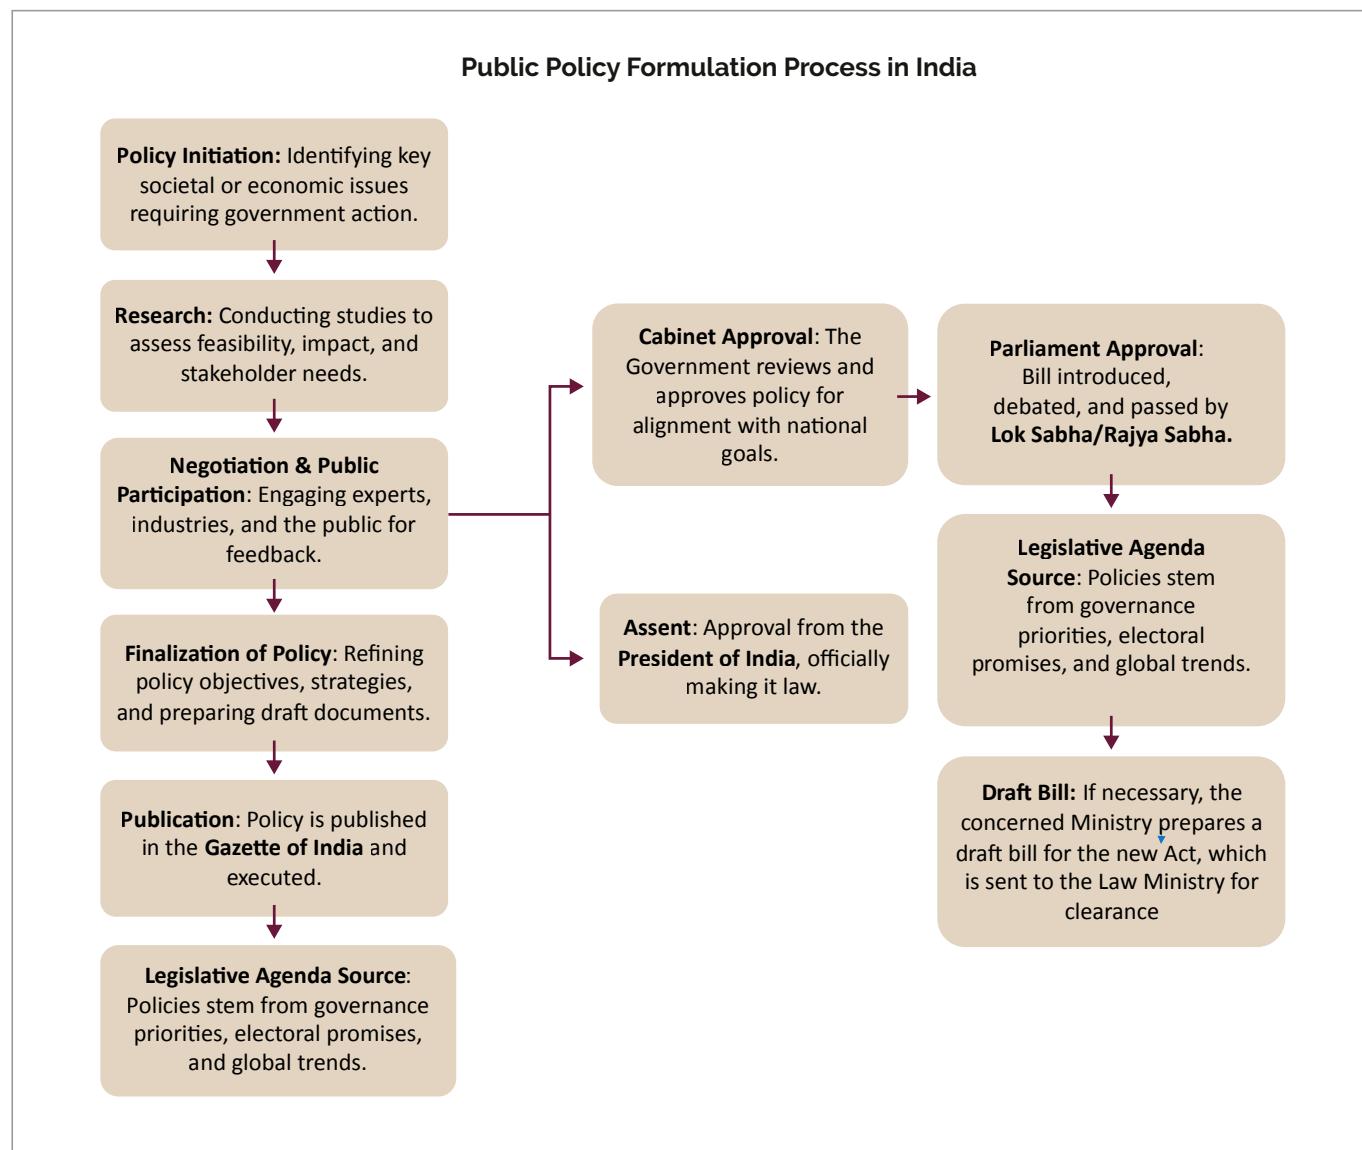 Public Policy Formulation Process in India
Policy Initiation: Identifying key
societal or economic issues
requiring government action.
Research: Conducting studies to
assess feasibility, impact, and
stakeholder needs.
Negotiation & Public
Participation: Engaging experts,
industries, and the public for
feedback.
Finalization of Policy: Refining
policy objectives, strategies,
and preparing draft documents.
Publication: Policy is published
in the Gazette of India and
executed.
Legislative Agenda Source:
Policies stem from governance
priorities, electoral promises,
and global trends.
Cabinet Approval: The
Government reviews and
approves policy for
alignment with national
goals.
Assent: Approval from the
President of India, officially
making it law.
Parliament Approval:
Bill introduced,
debated, and passed by
Lok Sabha/Rajya Sabha.
Legislative Agenda
Source: Policies stem
from governance
priorities, electoral
promises, and global trends.
Draft Bill: If necessary, the
concerned Ministry prepares a
draft bill for the new Act, which
is sent to the Law Ministry for
clearance